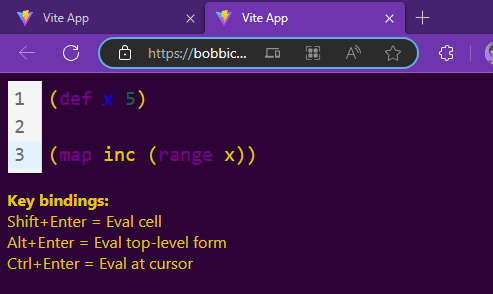 Vite App
Vite App
https://bobbic...
1 (def x 5)
2
3 (map inc (range x))
Key bindings:
Shift+Enter = Eval cell
Alt+Enter = Eval top-level form
Ctrl+Enter = Eval at cursor